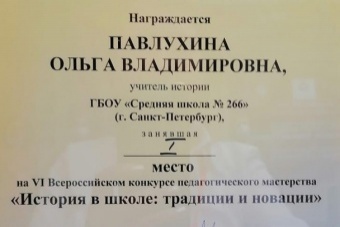 Награждается
ПАВЛУХИНА
ОЛЬГА ВЛАДИМИРОВНА,
учитель истории
ГБОУ «Средняя школа № 266»
(г. Санкт-Петербург),
занявшая
I
место
на VI Всероссийском конкурсе педагогического мастерства
«История в школе: традиции и новации»